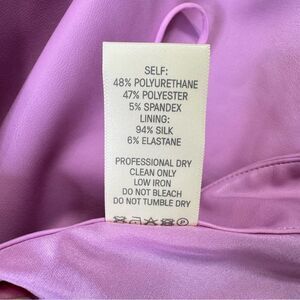 SELF:
48% POLYURETHANE
47% POLYESTER
5% SPANDEX
LINING:
94% SILK
6% ELASTANE
PROFESSIONAL DRY
CLEAN ONLY
LOW IRON
DO NOT BLEACH
DO NOT TUMBLE DRY